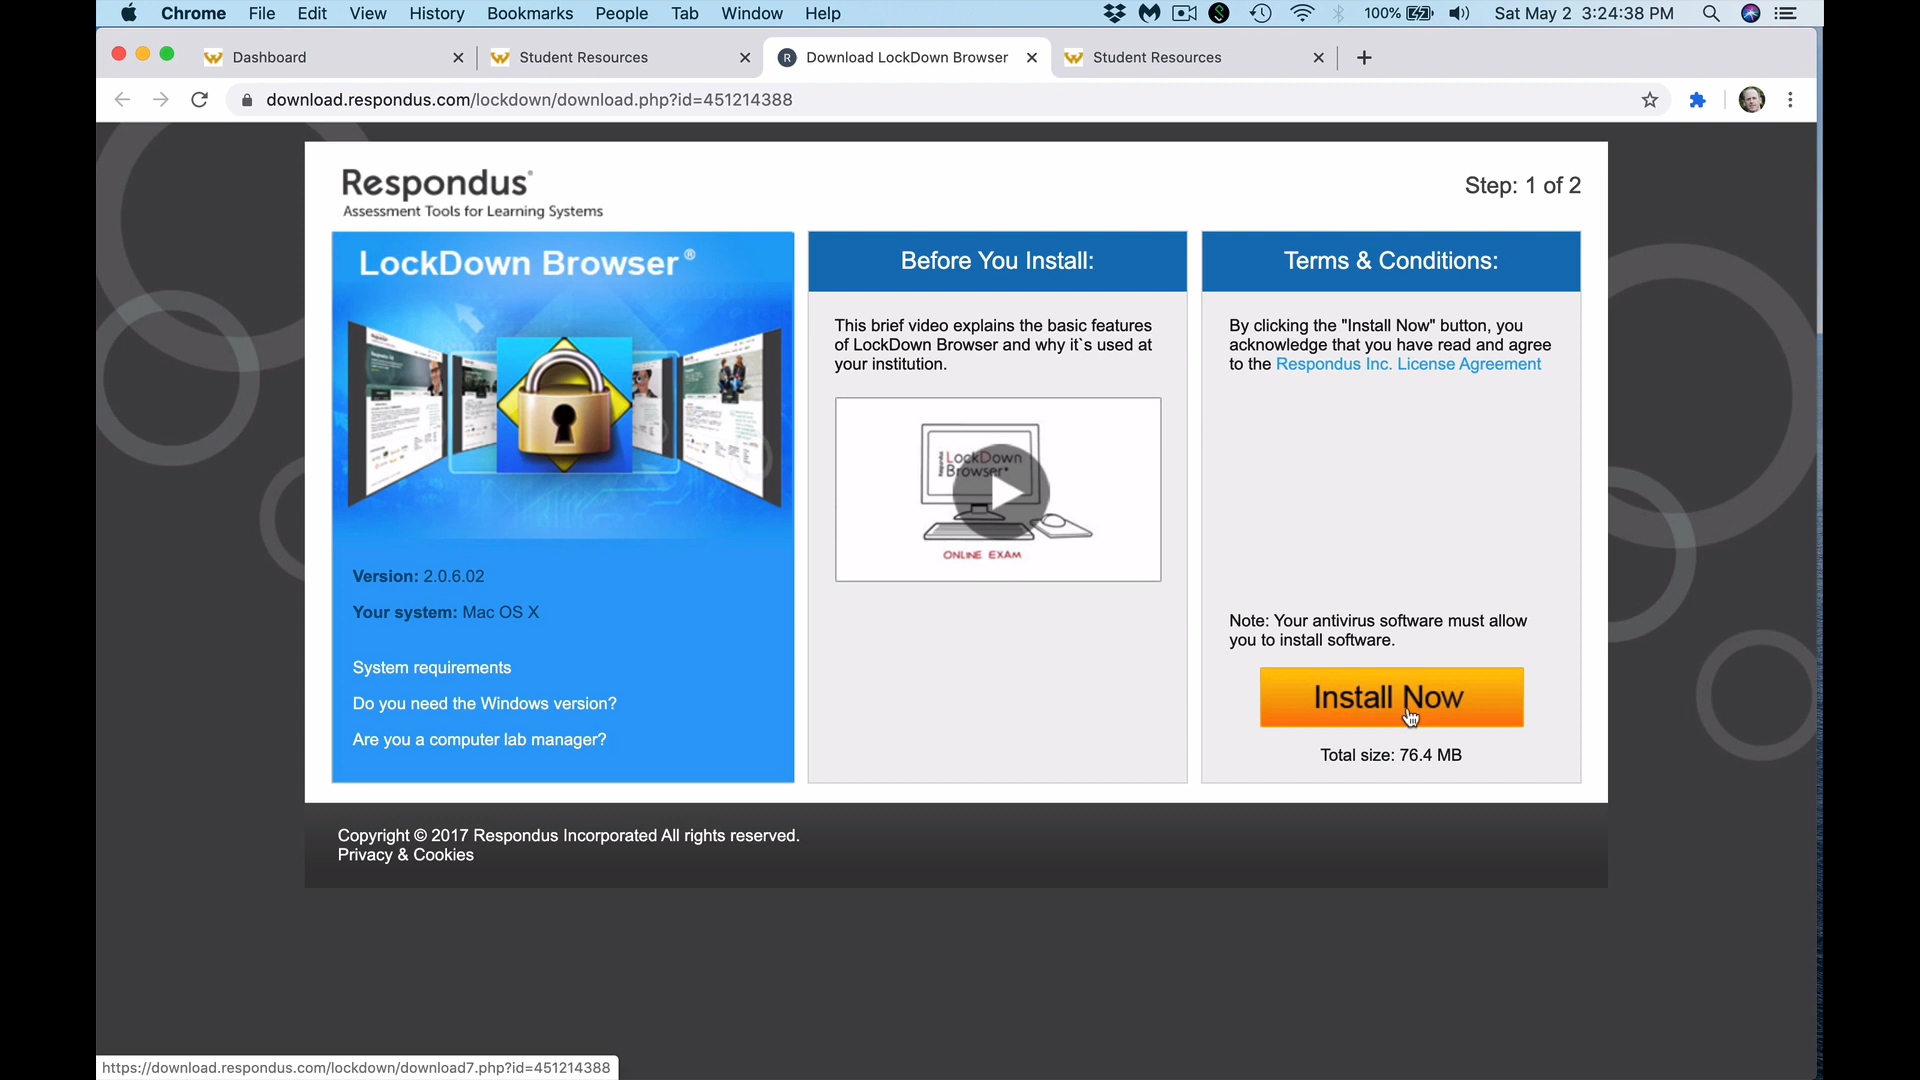 Chrome File Edit View History Bookmarks People Tab Window Help 100% Sat May 2 3:24:38 PM
Dashboard Student Resources Download LockDown Browser Student Resources
download.respondus.com/lockdown/download.php?id=451214388
Respondus®
Assessment Tools for Learning Systems
Step: 1 of 2
LockDown Browser®
Version: 2.0.6.02
Your system: Mac OS X
System requirements
Do you need the Windows version?
Are you a computer lab manager?
Before You Install:
This brief video explains the basic features
of LockDown Browser and why it`s used at
your institution.
Respondus
LockDown
Browser
ONLINE EXAM
Terms & Conditions:
By clicking the "Install Now" button, you
acknowledge that you have read and agree
to the Respondus Inc. License Agreement
Note: Your antivirus software must allow
you to install software.
Install Now
Total size: 76.4 MB
Copyright © 2017 Respondus Incorporated All rights reserved.
Privacy & Cookies
https://download.respondus.com/lockdown/download7.php?id=451214388